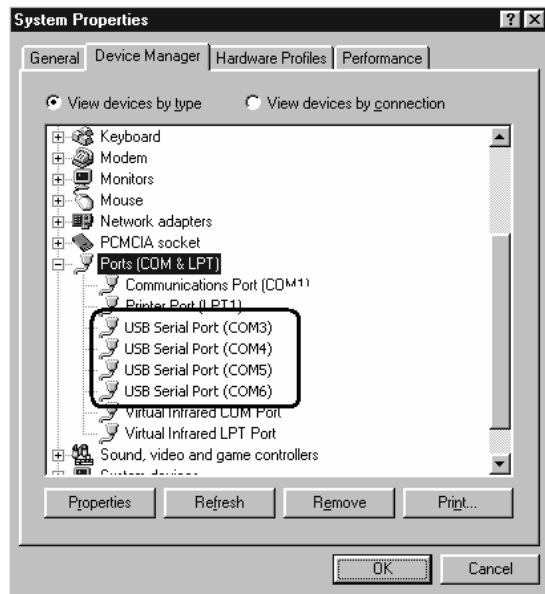 System Properties
General Device Manager Hardware Profiles Performance
View devices by type View devices by connection
Keyboard
Modem
Monitors
Mouse
Network adapters
PCMCIA socket
Ports (COM & LPT)
Communications Port (COM1)
Printer Port (LPT1)
USB Serial Port (COM3)
USB Serial Port (COM4)
USB Serial Port (COM5)
USB Serial Port (COM6)
Virtual Infrared COM Port
Virtual Infrared LPT Port
Sound, video and game controllers
System devices
Properties Refresh Remove Print...
OK Cancel